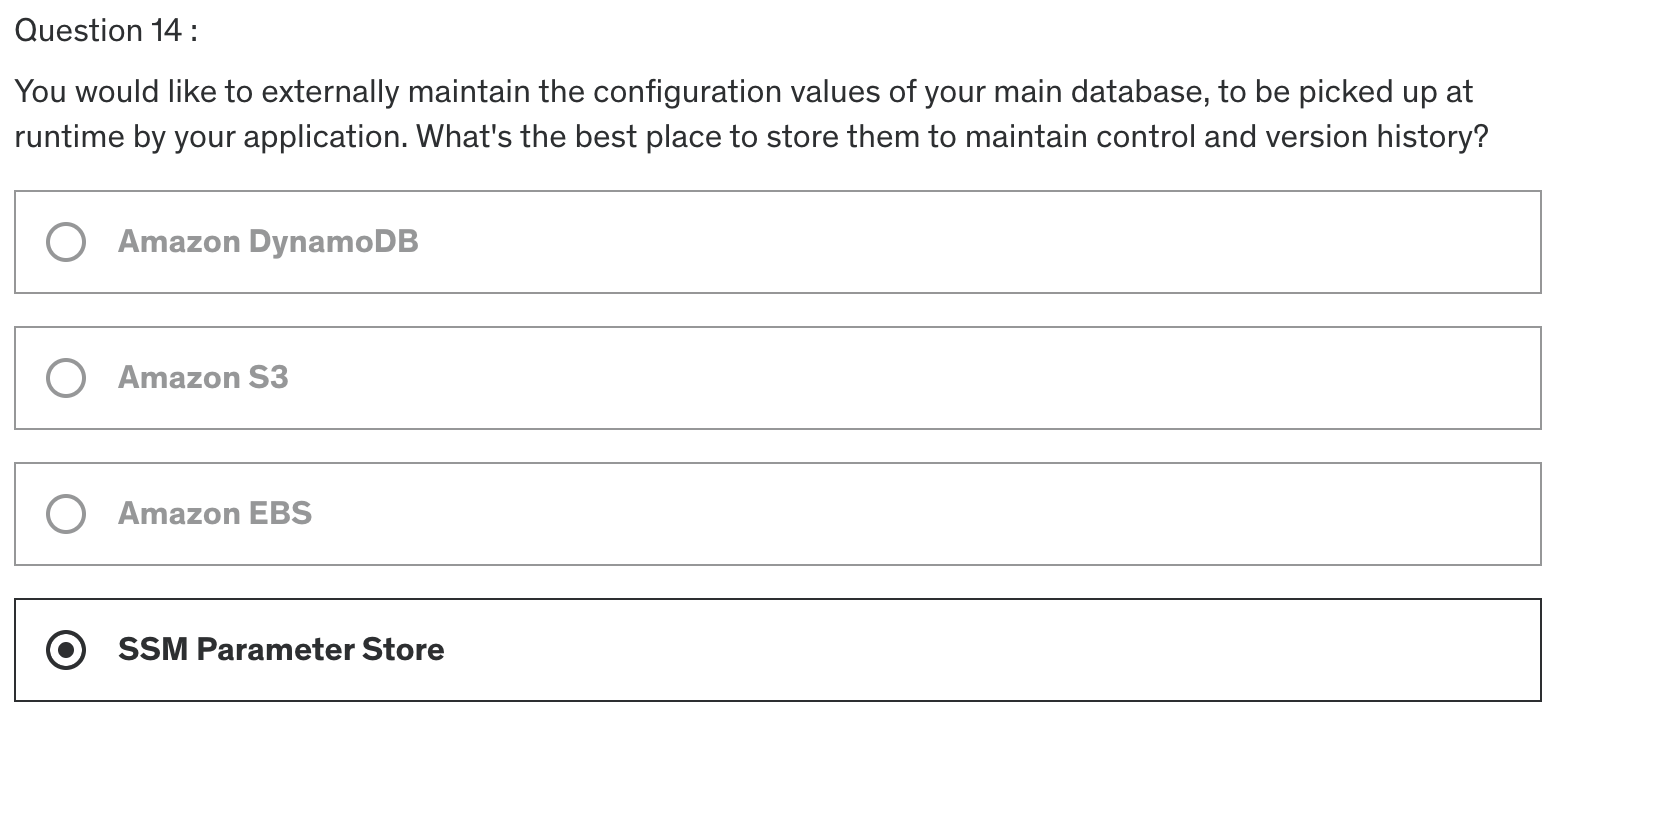 Question 14 :
You would like to externally maintain the configuration values of your main database, to be picked up at
runtime by your application. What's the best place to store them to maintain control and version history?
Amazon DynamoDB
Amazon S3
Amazon EBS
SSM Parameter Store